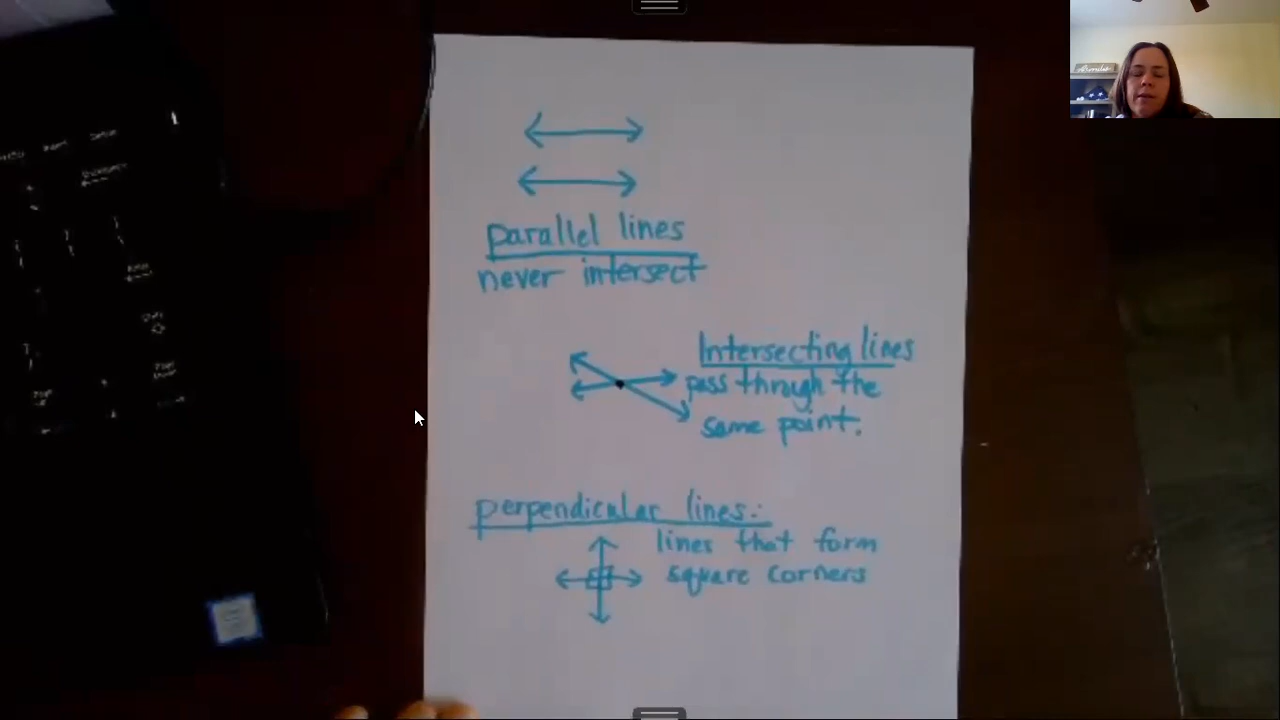 parallel lines
never intersect
Intersecting lines
pass through the
same point.
perpendicular lines:
lines that form
square corners